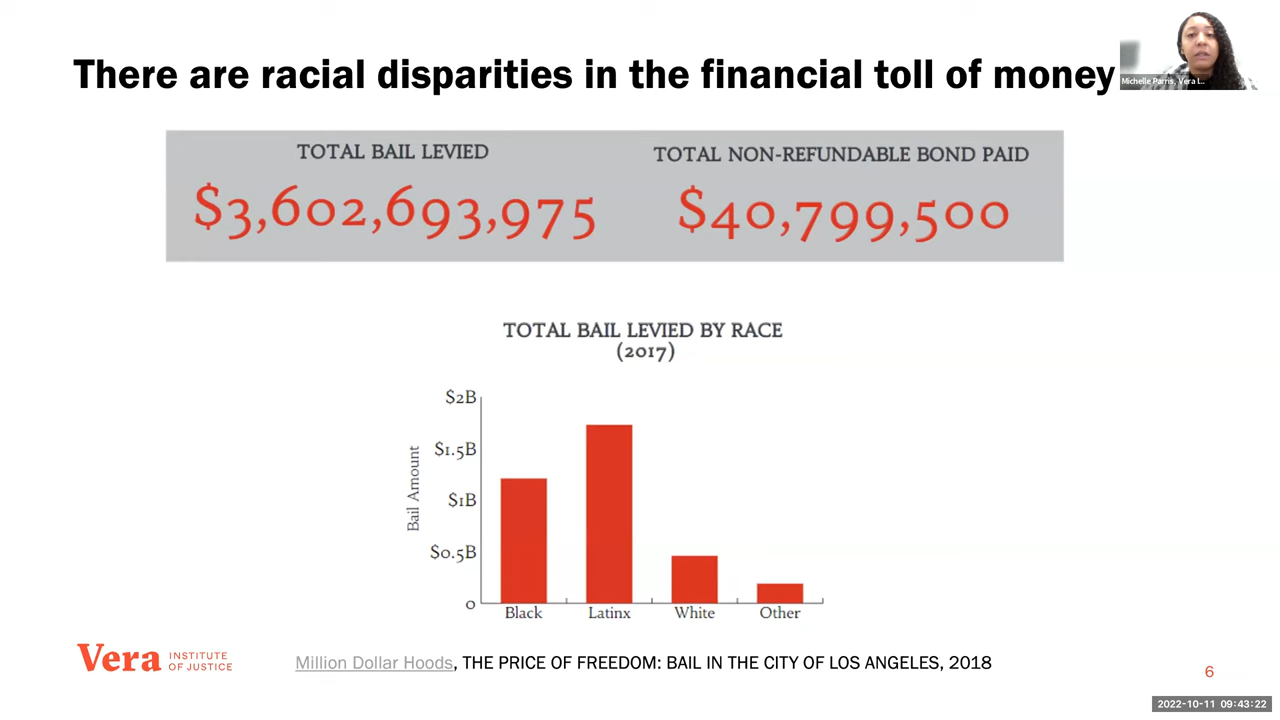 There are racial disparities in the financial toll of money
Michelle Parris, Vera I...
TOTAL BAIL LEVIED
$3,602,693,975
TOTAL NON-REFUNDABLE BOND PAID
$40,799,500
TOTAL BAIL LEVIED BY RACE
(2017)
Bail Amount
$2B
$1.5B
$1B
$0.5B
0
Black
Latinx
White
Other
Vera INSTITUTE
OF JUSTICE
Million Dollar Hoods, THE PRICE OF FREEDOM: BAIL IN THE CITY OF LOS ANGELES, 2018
6
2022-10-11 09:43:22